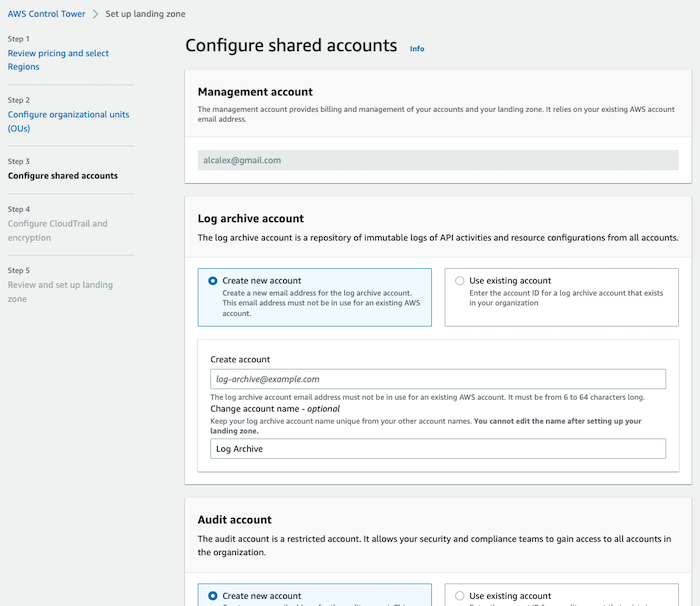 AWS Control Tower > Set up landing zone
Step 1
Review pricing and select
Regions
Step 2
Configure organizational units
(OUs)
Step 3
Configure shared accounts
Step 4
Configure CloudTrail and
encryption
Step 5
Review and set up landing
zone
Configure shared accounts Info
Management account
The management account provides billing and management of your accounts and your landing zone. It relies on your existing AWS account
email address.
alcalex@gmail.com
Log archive account
The log archive account is a repository of immutable logs of API activities and resource configurations from all accounts.
Create new account
Create a new email address for the log archive account.
This email address must not be in use for an existing AWS
account.
Use existing account
Enter the account ID for a log archive account that exists
in your organization
Create account
log-archive@example.com
The log archive account email address must not be in use for an existing AWS account. It must be from 6 to 64 characters long.
Change account name - optional
Keep your log archive account name unique from your other account names. You cannot edit the name after setting up your
landing zone.
Log Archive
Audit account
The audit account is a restricted account. It allows your security and compliance teams to gain access to all accounts in
the organization.
Create new account
Use existing account